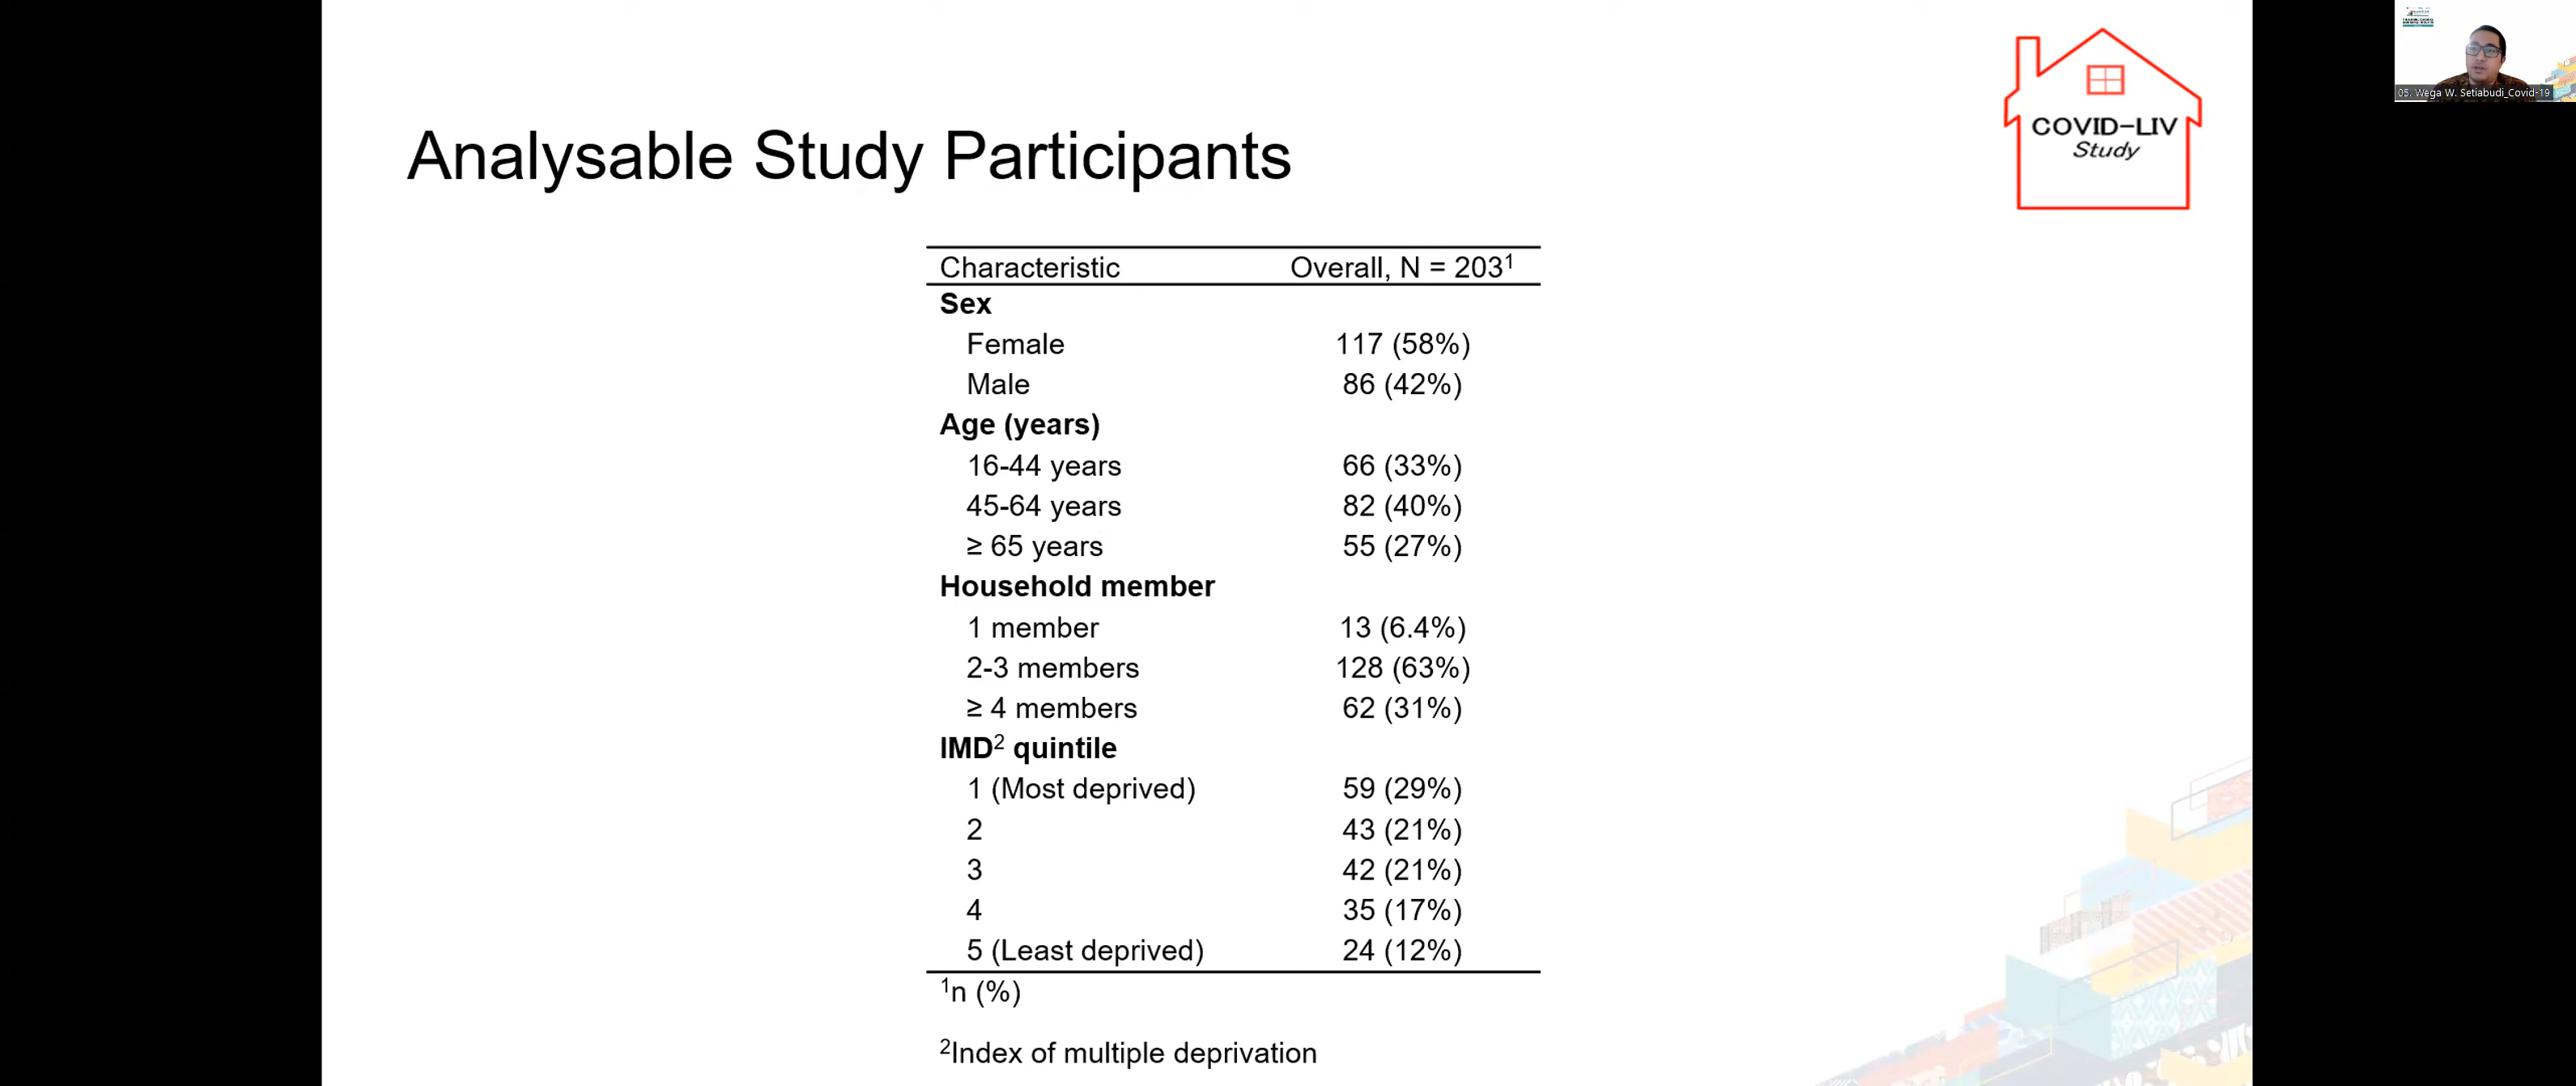 Analysable Study Participants
COVID-LIV
Study
05. Wega W. Setiabudi_Covid-19
Characteristic Overall, N = 203¹
Sex
Female 117 (58%)
Male 86 (42%)
Age (years)
16-44 years 66 (33%)
45-64 years 82 (40%)
≥ 65 years 55 (27%)
Household member
1 member 13 (6.4%)
2-3 members 128 (63%)
≥ 4 members 62 (31%)
IMD² quintile
1 (Most deprived) 59 (29%)
2 43 (21%)
3 42 (21%)
4 35 (17%)
5 (Least deprived) 24 (12%)
¹n (%)
²Index of multiple deprivation